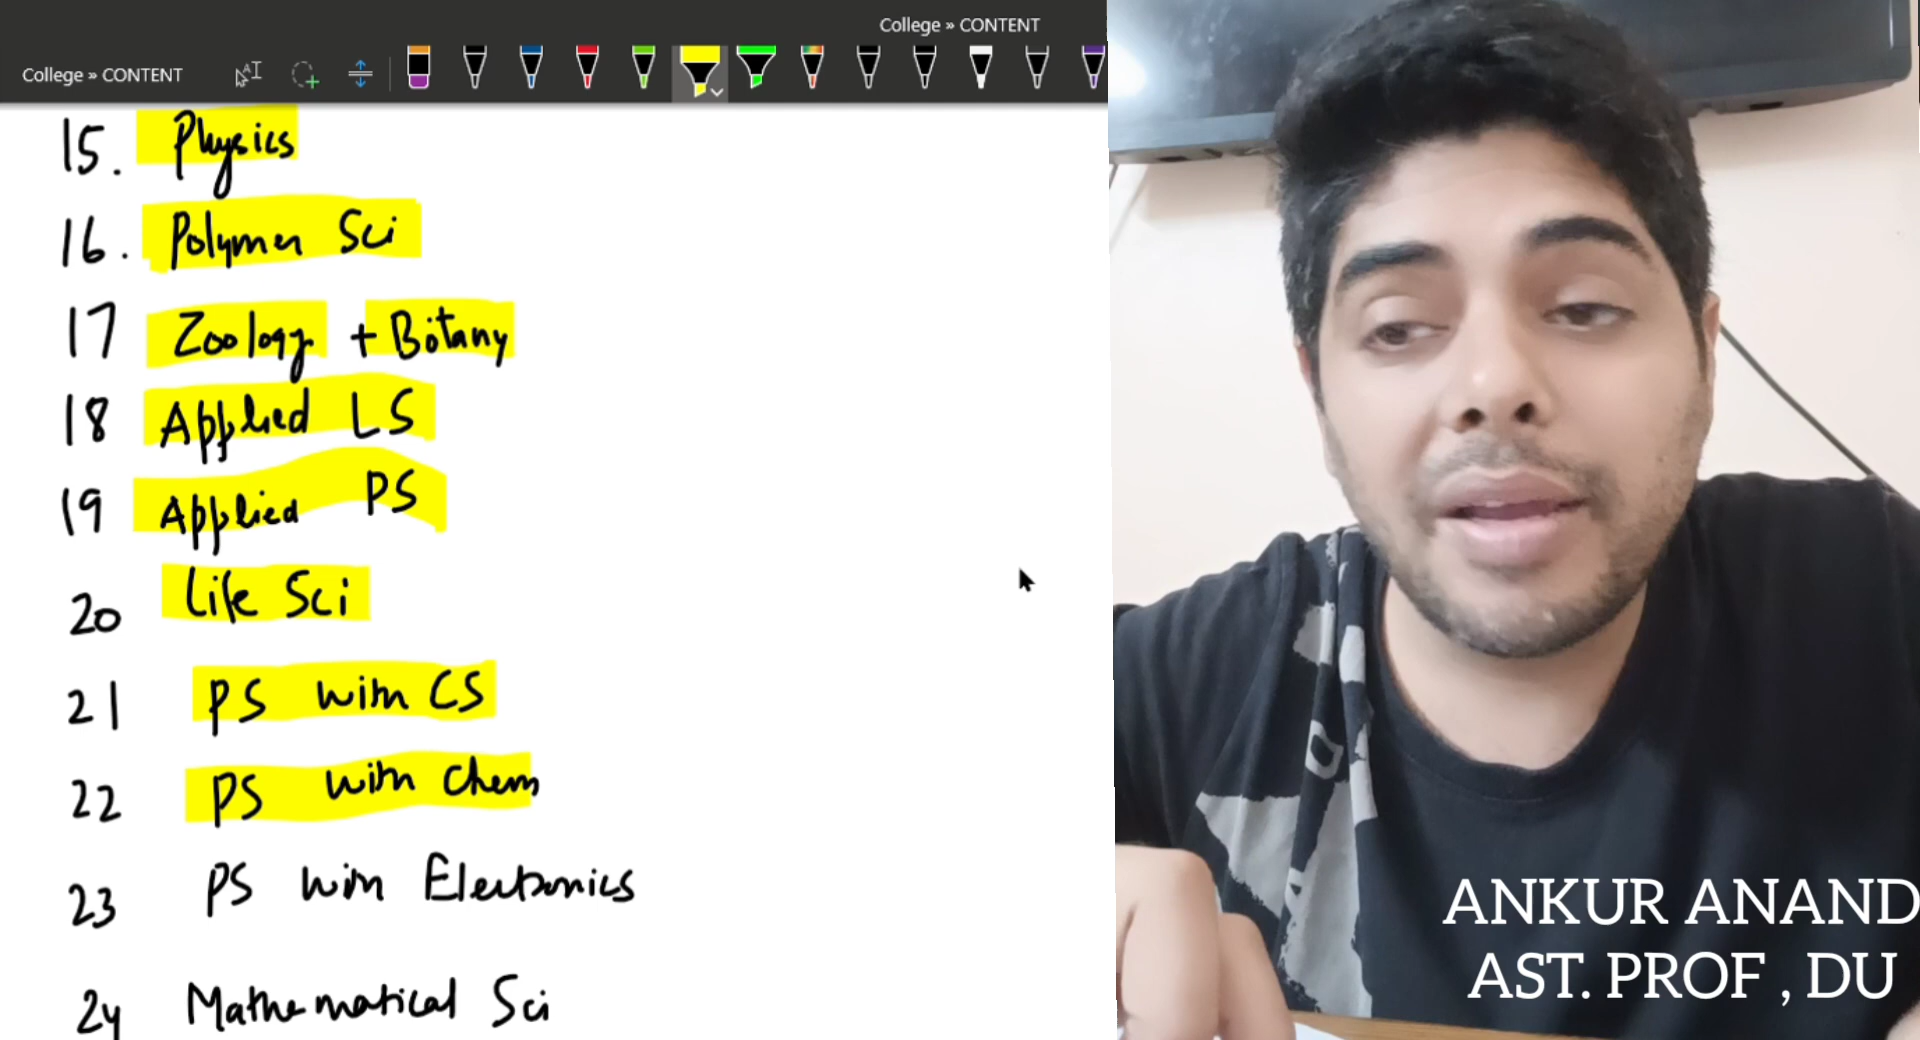 College » CONTENT
College » CONTENT
15. Physics
16. Polymer Sci
17 Zoology + Botany
18 Applied LS
19 Applied PS
20 Life Sci
21 PS with CS
22 PS with Chem
23 PS with Electronics
24 Mathematical Sci
ANKUR ANAND
AST. PROF , DU